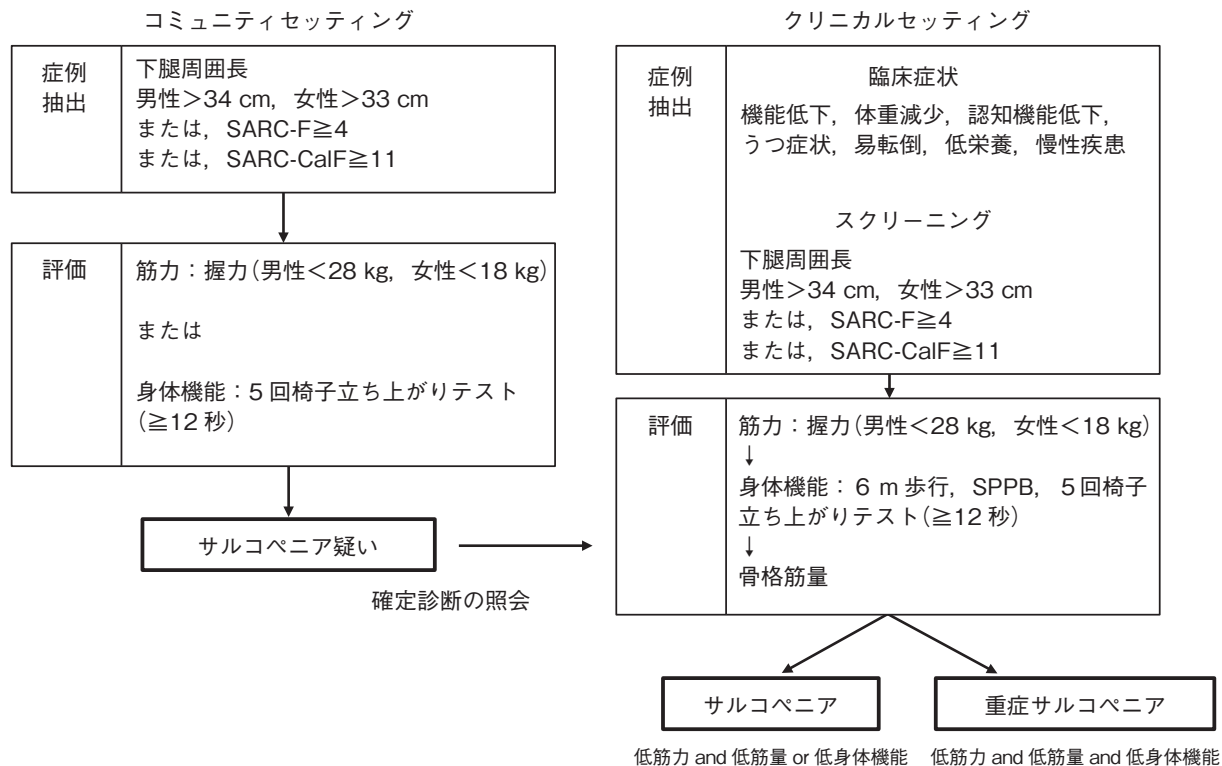 コミュニティセッティング
症例
抽出
下腿周囲長
男性>34 cm, 女性>33 cm
または, SARC-F≧4
または, SARC-CalF≧11
評価
筋力：握力(男性<28 kg, 女性<18 kg)
または
身体機能：5 回椅子立ち上がりテスト
(≧12 秒)
サルコペニア疑い
確定診断の照会
クリニカルセッティング
症例
抽出
臨床症状
機能低下, 体重減少, 認知機能低下,
うつ症状, 易転倒, 低栄養, 慢性疾患
スクリーニング
下腿周囲長
男性>34 cm, 女性>33 cm
または, SARC-F≧4
または, SARC-CalF≧11
評価
筋力：握力(男性<28 kg, 女性<18 kg)
↓
身体機能：6 m 歩行, SPPB, 5 回椅子
立ち上がりテスト(≧12 秒)
↓
骨格筋量
サルコペニア
低筋力 and 低筋量 or 低身体機能
重症サルコペニア
低筋力 and 低筋量 and 低身体機能